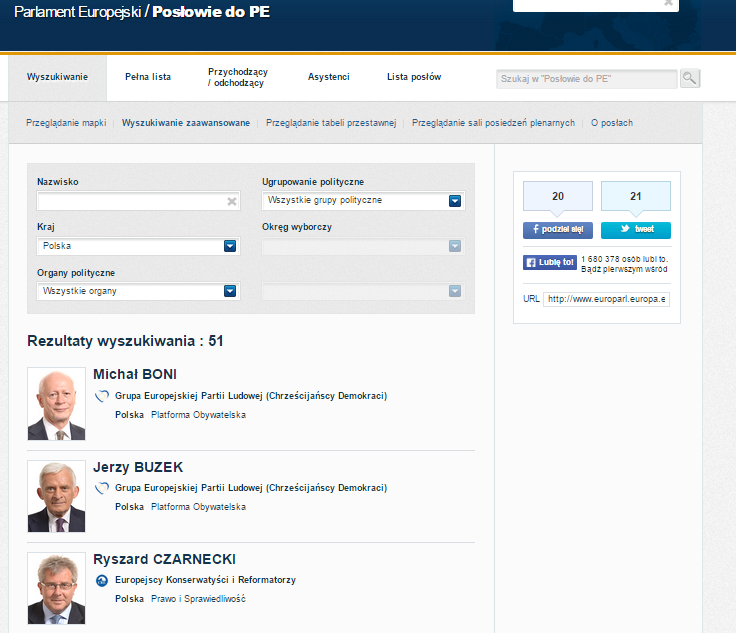 Parlament Europejski / Posłowie do PE
Wyszukiwanie
Pełna lista
Przychodzący
/ odchodzący
Asystenci
Lista posłów
Szukaj w "Posłowie do PE"
Przeglądanie mapki | Wyszukiwanie zaawansowane | Przeglądanie tabeli przestawnej | Przeglądanie sali posiedzeń plenarnych | O posłach
Nazwisko
Ugrupowanie polityczne
Wszystkie grupy polityczne
Kraj
Okręg wyborczy
Polska
Organy polityczne
Wszystkie organy
20
21
podziel się!
tweet
Lubię to!
1 680 378 osób lubi to.
Bądź pierwszym wśród
URL
http://www.europarl.europa.e
Rezultaty wyszukiwania : 51
Michał BONI
Grupa Europejskiej Partii Ludowej (Chrześcijańscy Demokraci)
Polska Platforma Obywatelska
Jerzy BUZEK
Grupa Europejskiej Partii Ludowej (Chrześcijańscy Demokraci)
Polska Platforma Obywatelska
Ryszard CZARNECKI
Europejscy Konserwatyści i Reformatorzy
Polska Prawo i Sprawiedliwość